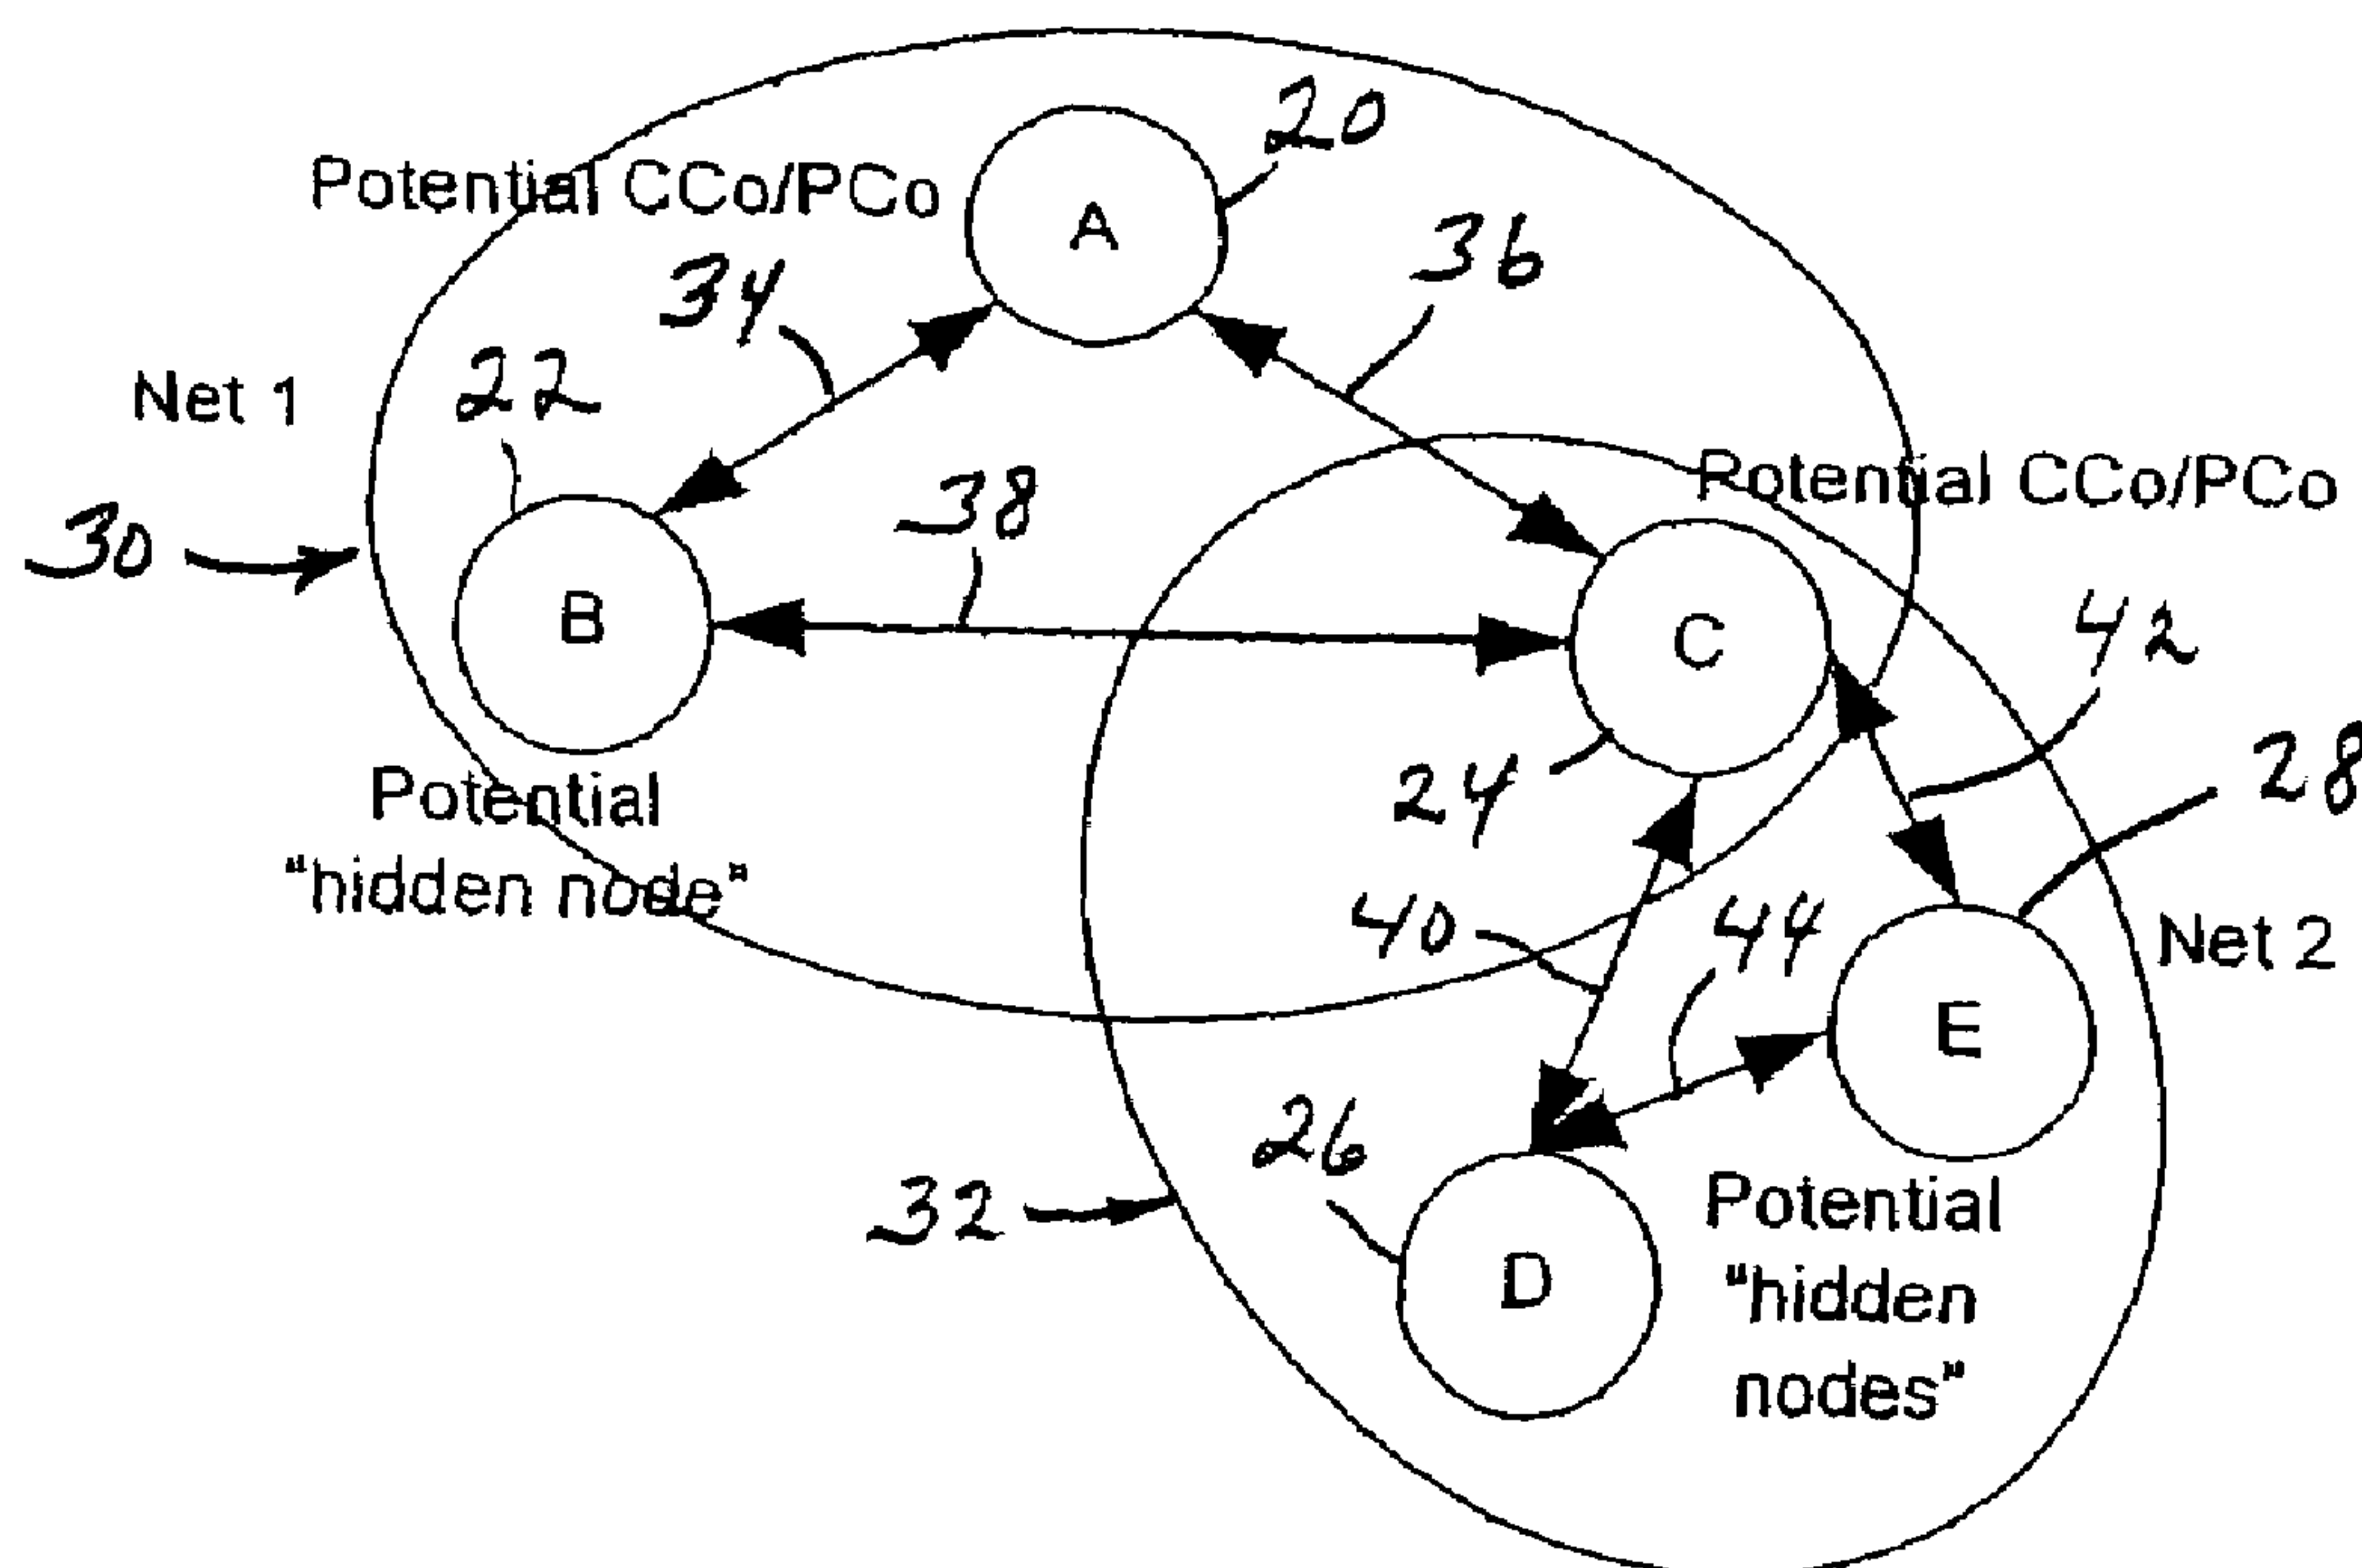 20
Potential CCo/PCo
A
36
34
Net 1
22
Potential CCo/PCo
38
30
B
C
42
28
Potential
24
"hidden node"
40
44
Net 2
E
26
32
D
Potential
"hidden
nodes"